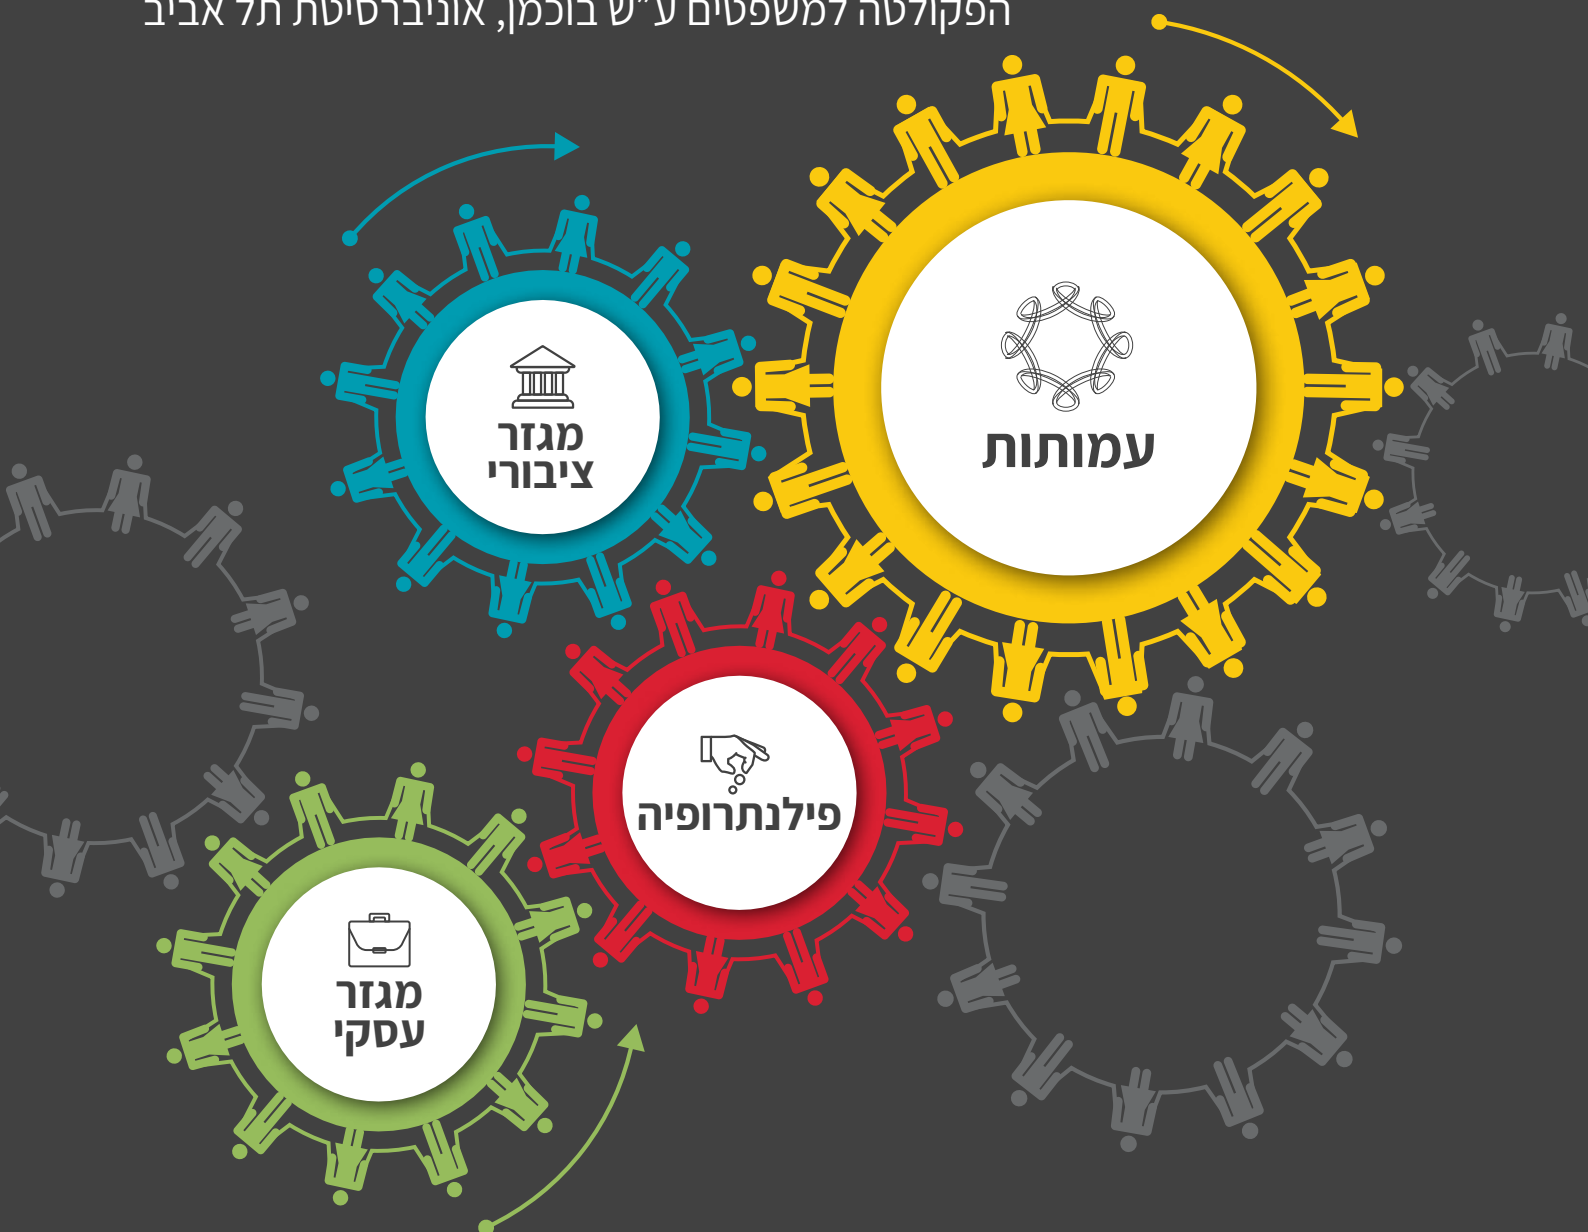 הפקולטה למשפטים ע"ש בוכמן, אוניברסיטת תל אביב
עמותות
מגזר
ציבורי
פילנתרופיה
מגזר
עסקי